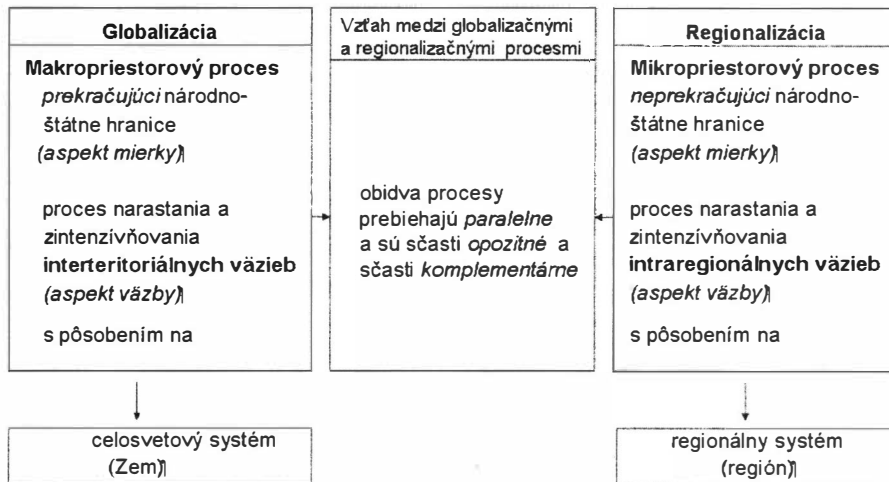 Globalizácia
Makropriestorový proces
prekračujúci národno-
štátne hranice
(aspekt mierky)¶
proces narastania a
zintenzívňovania
interteritoriálnych väzieb
(aspekt väzby)¶
s pôsobením na
celosvetový systém
(Zem)¶
Vzťah medzi globalizačnými
a regionalizačnými procesmi
obidva procesy
prebiehajú paralelne
a sú sčasti opozitné a
sčasti komplementárne
Regionalizácia
Mikropriestorový proces
neprekračujúci národno-
štátne hranice
(aspekt mierky)¶
proces narastania a
zintenzívňovania
intraregionálnych väzieb
(aspekt väzby)¶
s pôsobením na
regionálny systém
(región)¶